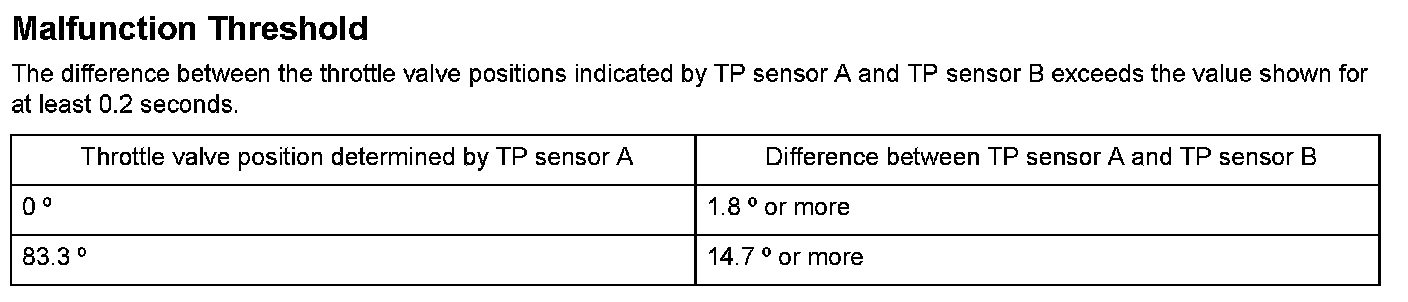 Malfunction Threshold
The difference between the throttle valve positions indicated by TP sensor A and TP sensor B exceeds the value shown for
at least 0.2 seconds.
Throttle valve position determined by TP sensor A Difference between TP sensor A and TP sensor B
0 º 1.8 º or more
83.3 º 14.7 º or more